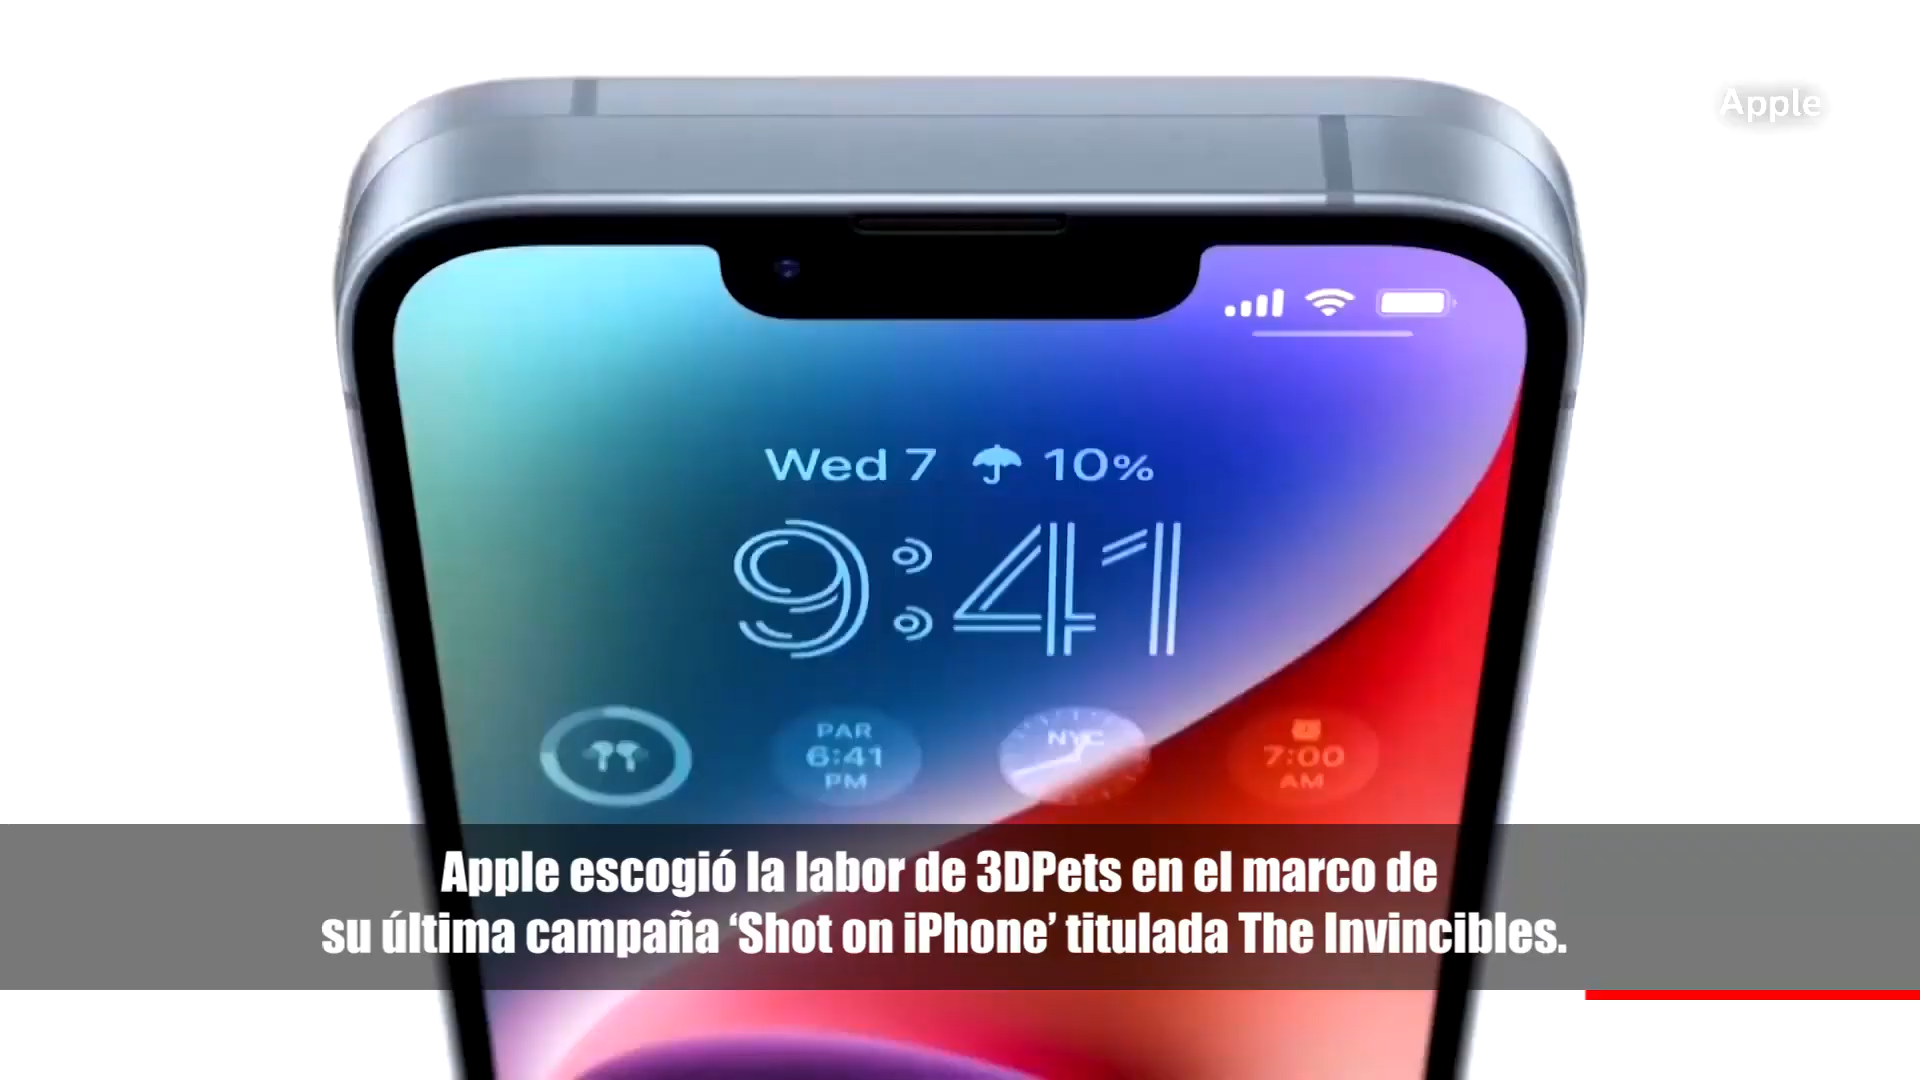 Apple
Wed 7 10%
9:41
PAR
6:41
PM
NYC
7:00
AM
Apple escogió la labor de 3DPets en el marco de
su última campaña ‘Shot on iPhone’ titulada The Invincibles.